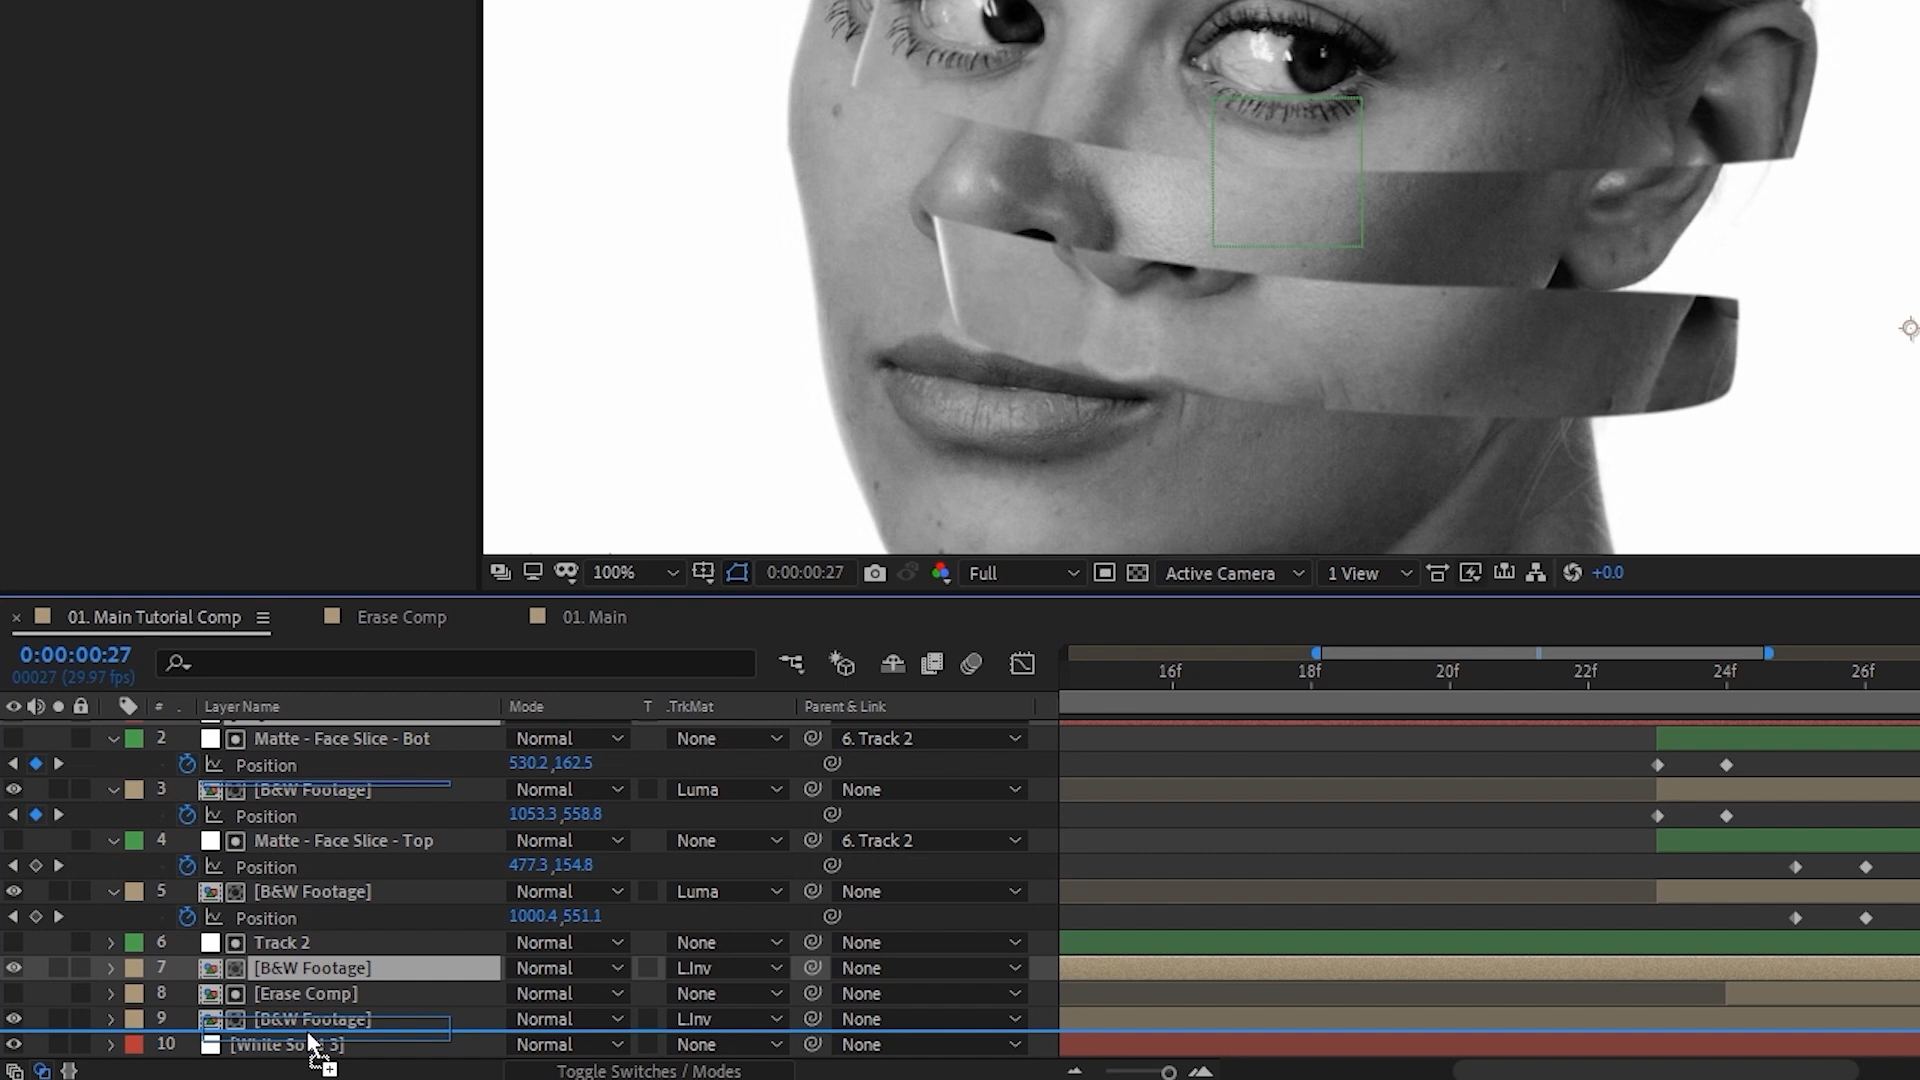 100% 0:00:00:27 Full Active Camera 1 View +0.0
× 01. Main Tutorial Comp Erase Comp 01. Main
0:00:00:27
00027 (29.97 fps)
16f 18f 20f 22f 24f 26f
# . Layer Name Mode T .TrkMat Parent & Link
2 Matte - Face Slice - Bot Normal None 6. Track 2
Position 530.2,162.5
3 [B&W Footage] Normal Luma None
Position 1053.3,558.8
4 Matte - Face Slice - Top Normal None 6. Track 2
Position 477.3,154.8
5 [B&W Footage] Normal Luma None
Position 1000.4,551.1
6 Track 2 Normal None None
7 [B&W Footage] Normal L.Inv None
8 [Erase Comp] Normal None None
9 [B&W Footage] Normal L.Inv None
10 [White Solid 3] Normal None None
Toggle Switches / Modes